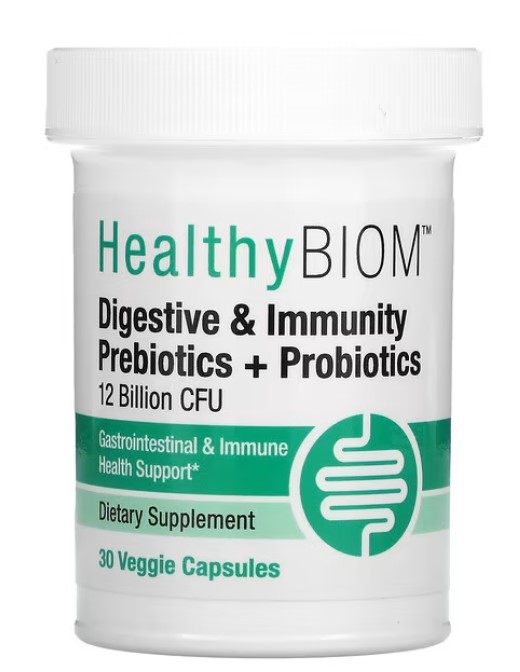 HealthyBIOM™
Digestive & Immunity
Prebiotics + Probiotics
12 Billion CFU
Gastrointestinal & Immune
Health Support*
Dietary Supplement
30 Veggie Capsules